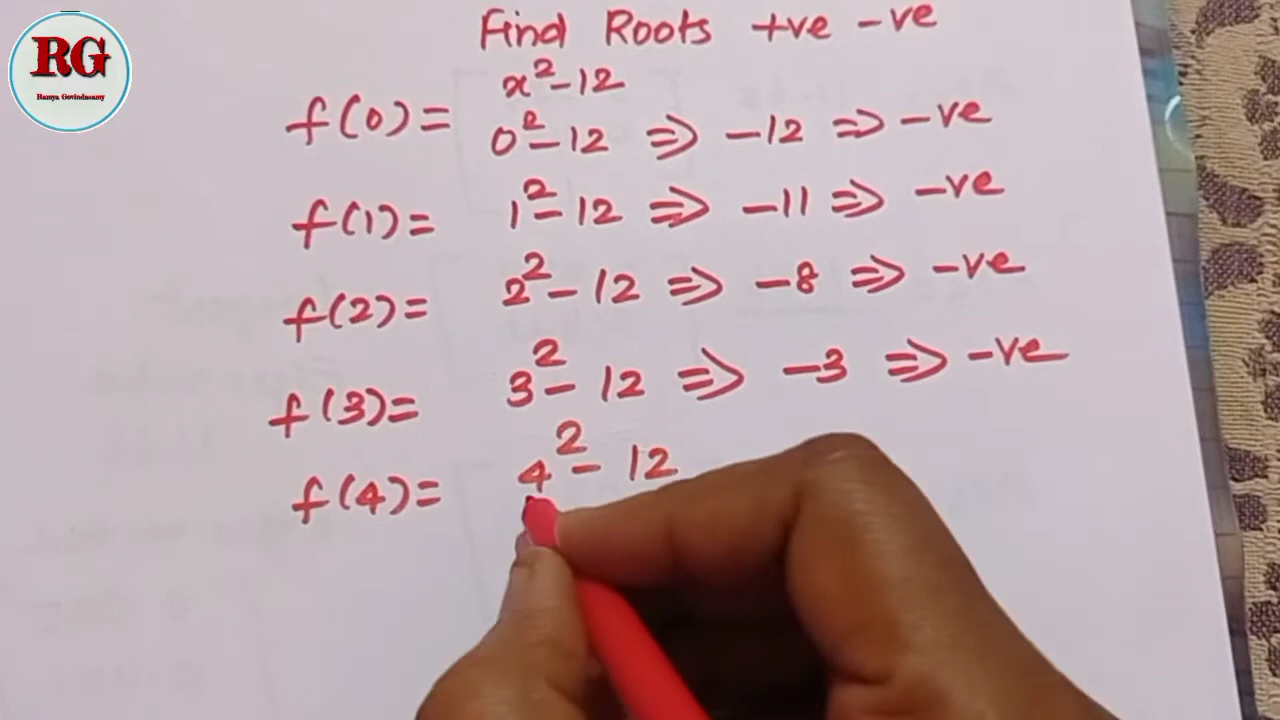 RG
Ramya Govindasamy
Find Roots +ve -ve
x²-12
f(0)= 0²-12 => -12 => -ve
f(1)= 1²-12 => -11 => -ve
f(2)= 2²-12 => -8 => -ve
f(3)= 3²-12 => -3 => -ve
f(4)= 4²-12